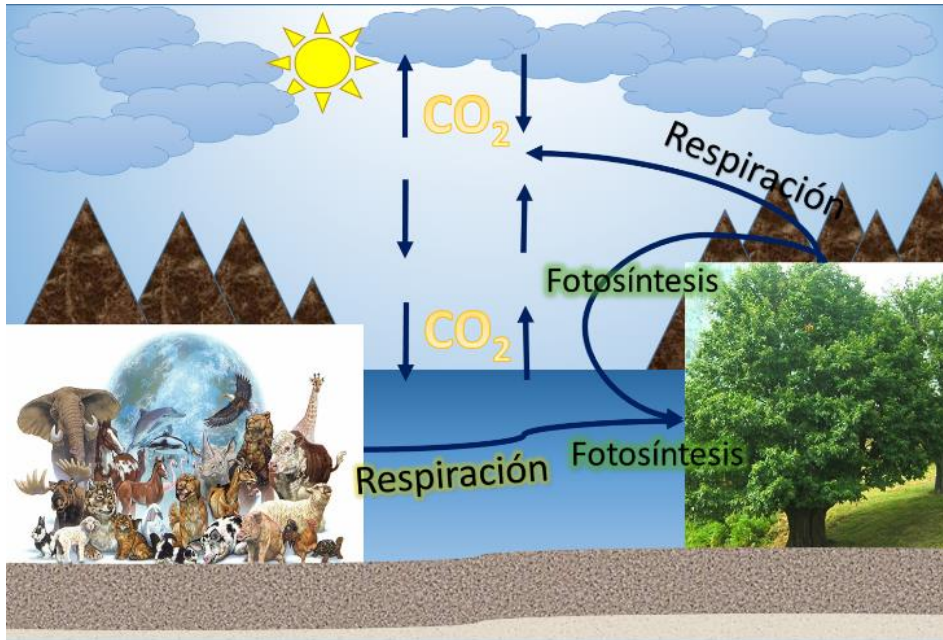 CO₂
Respiración
Fotosíntesis
CO₂
Respiración
Fotosíntesis